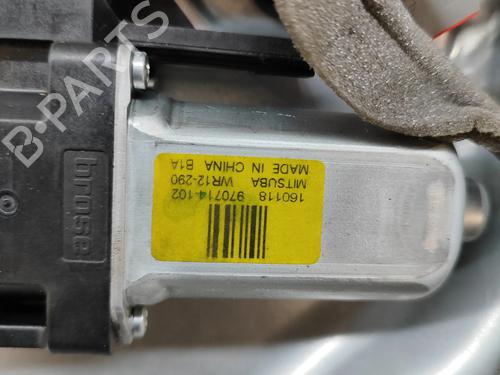 160118 970714-102
MITSUBA WR12-290
MADE IN CHINA B1A
brose
B-PARTS